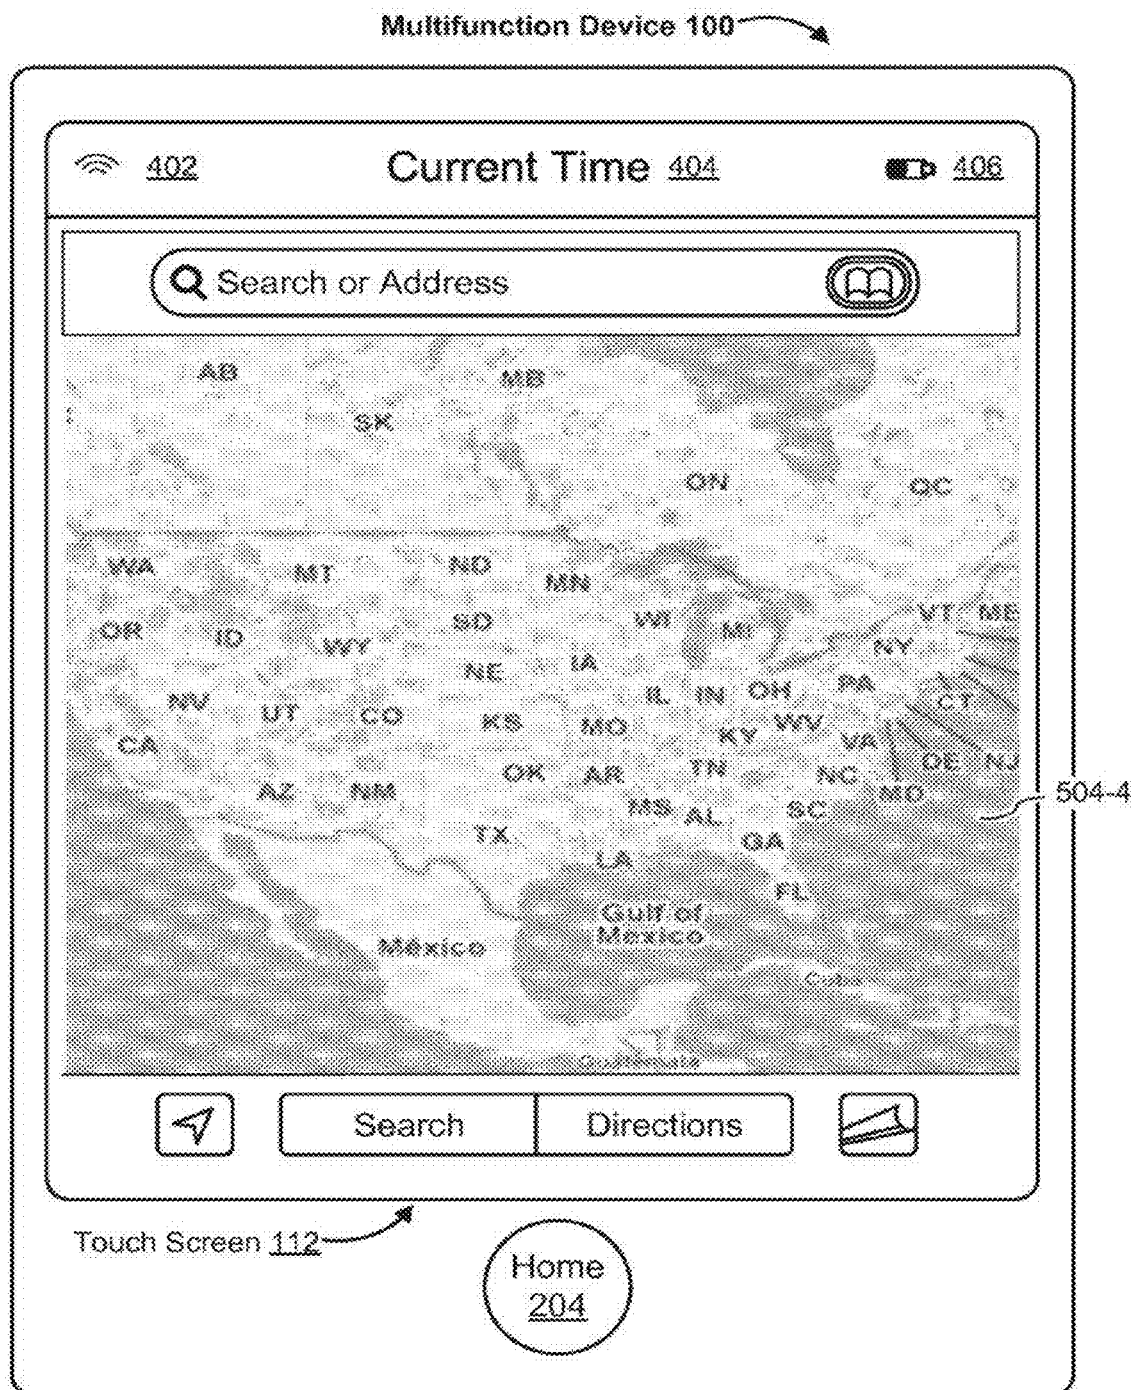 Multifunction Device 100
402 Current Time 404 406
Search or Address
AB
MB
SK
ON
QC
WA
MT
ND
MN
OR
ID
WY
SD
WI
MI
VT
ME
NY
NE
IA
NV
UT
CO
IL
IN
OH
PA
CT
KS
MO
KY
WV
VA
CA
OK
AR
TN
NC
DE
NJ
AZ
NM
MS
AL
SC
MD
504-4
TX
GA
LA
FL
Gulf of
Mexico
México
Cuba
Guatemala
Search Directions
Touch Screen 112
Home
204